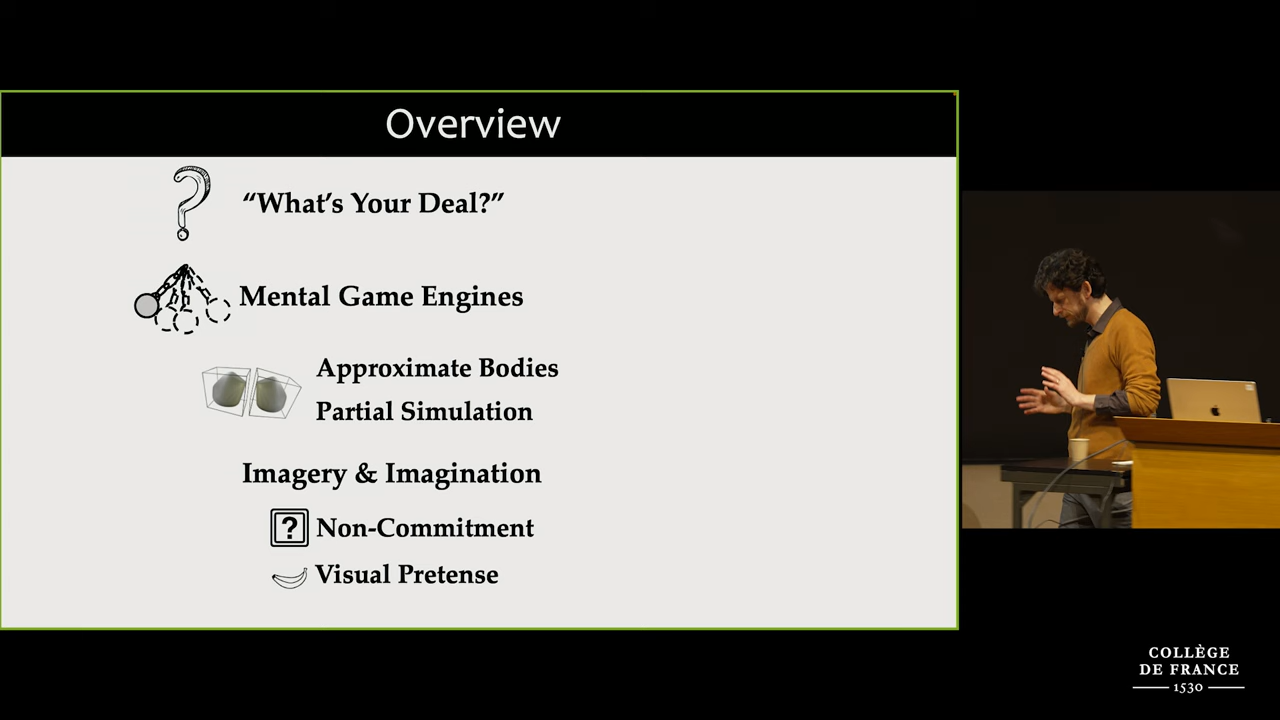 Overview
“What’s Your Deal?”
Mental Game Engines
Approximate Bodies
Partial Simulation
Imagery & Imagination
? Non-Commitment
Visual Pretense
COLLÈGE
DE FRANCE
1530